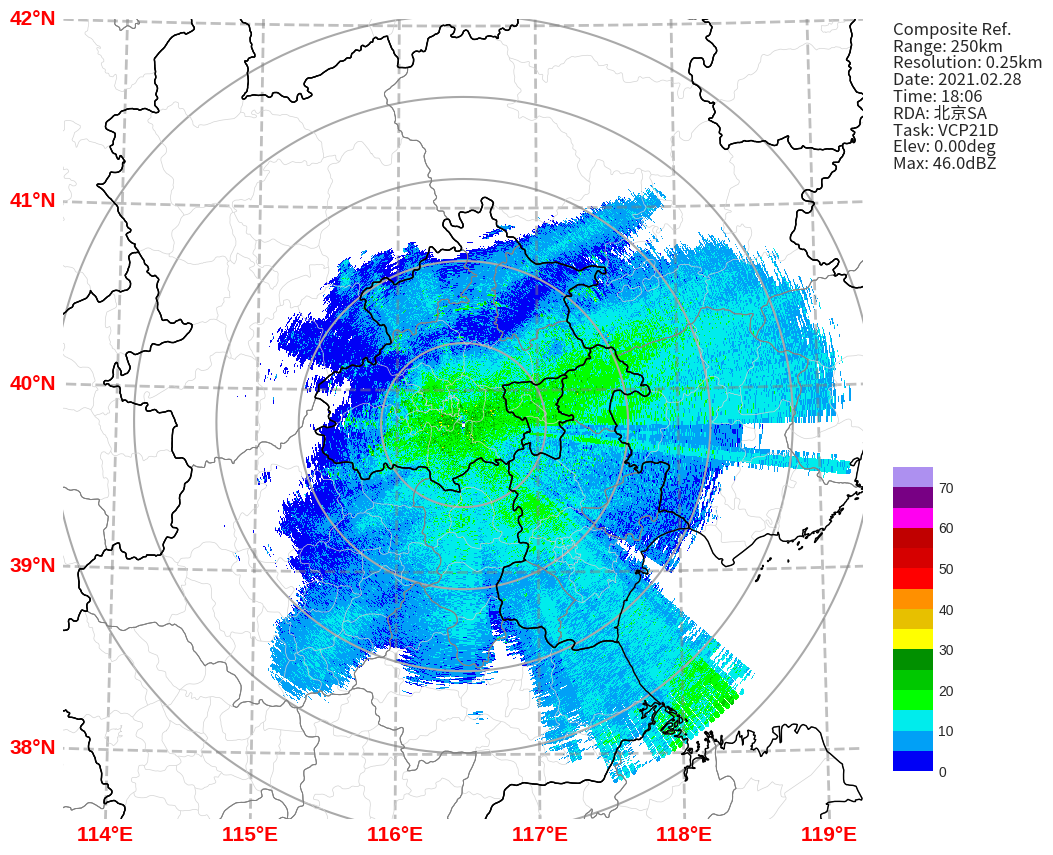 42°N
41°N
40°N
39°N
38°N
114°E
115°E
116°E
117°E
118°E
119°E
Composite Ref.
Range: 250km
Resolution: 0.25km
Date: 2021.02.28
Time: 18:06
RDA: 北京SA
Task: VCP21D
Elev: 0.00deg
Max: 46.0dBZ
70
60
50
40
30
20
10
0